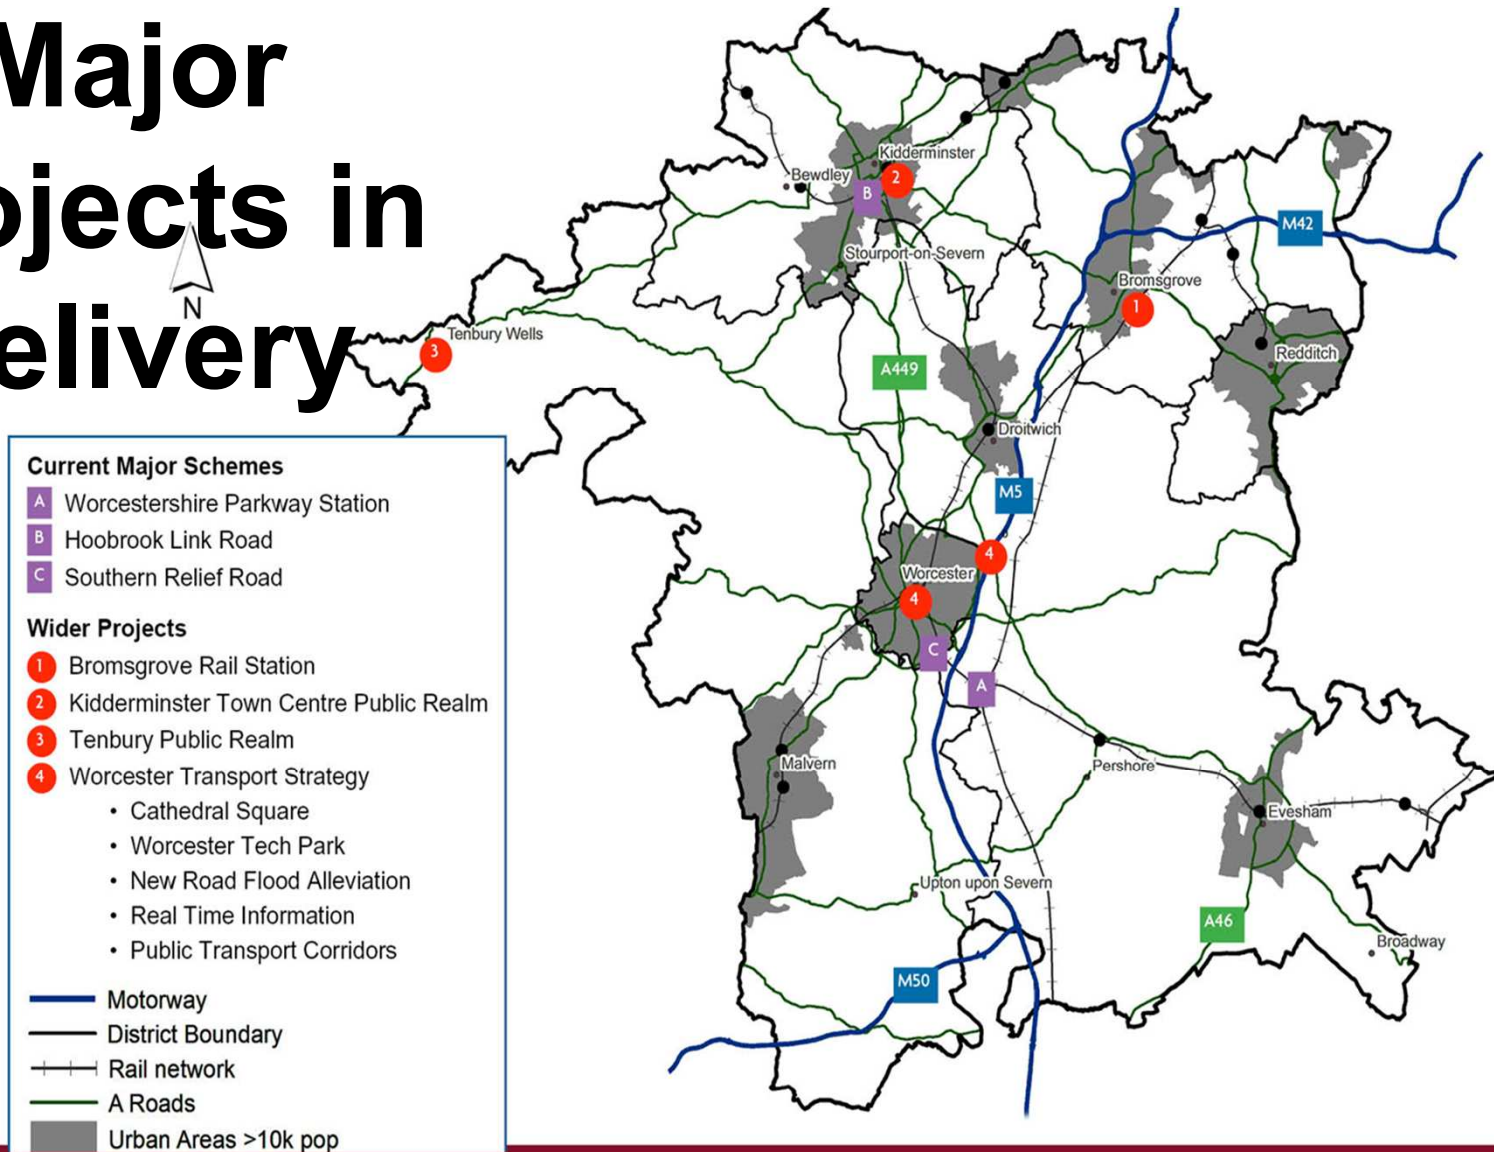 Major
ojects in
elivery
N
Current Major Schemes
A Worcestershire Parkway Station
B Hoobrook Link Road
C Southern Relief Road
Wider Projects
1 Bromsgrove Rail Station
2 Kidderminster Town Centre Public Realm
3 Tenbury Public Realm
4 Worcester Transport Strategy
• Cathedral Square
• Worcester Tech Park
• New Road Flood Alleviation
• Real Time Information
• Public Transport Corridors
Motorway
District Boundary
Rail network
A Roads
Urban Areas >10k pop
Kidderminster
2
Bewdley
B
M42
Stourport-on-Severn
Bromsgrove
1
Tenbury Wells
3
Redditch
A449
Droitwich
M5
4
Worcester
4
C
A
Malvern
Pershore
Evesham
Upton upon Severn
A46
Broadway
M50